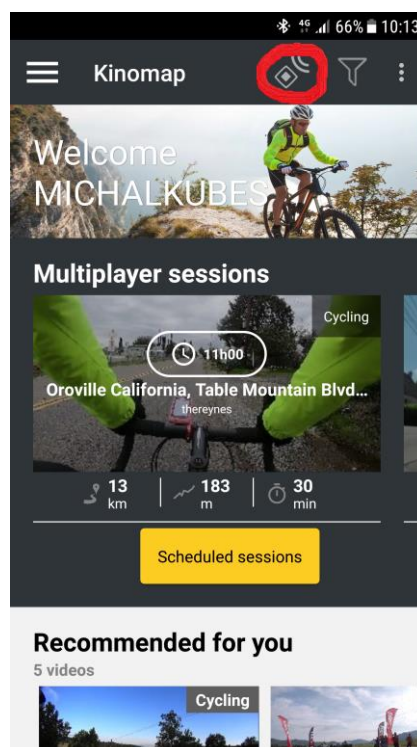 4G 66% 10:13
Kinomap
Welcome
MICHALKUBES
Multiplayer sessions
Cycling
11h00
Oroville California, Table Mountain Blvd...
thereynes
13 km 183 m 30 min
Scheduled sessions
Recommended for you
5 videos
Cycling